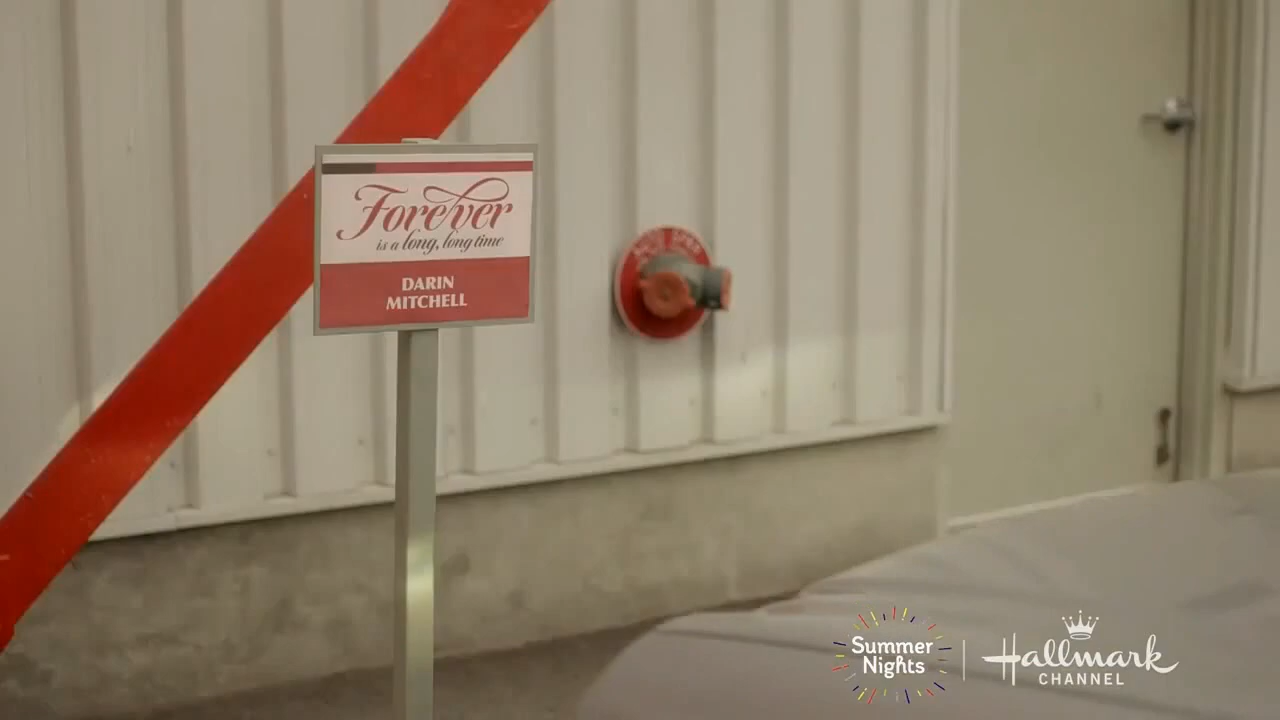 Forever
is a long, long time
DARIN
MITCHELL
Summer
Nights
Hallmark
CHANNEL